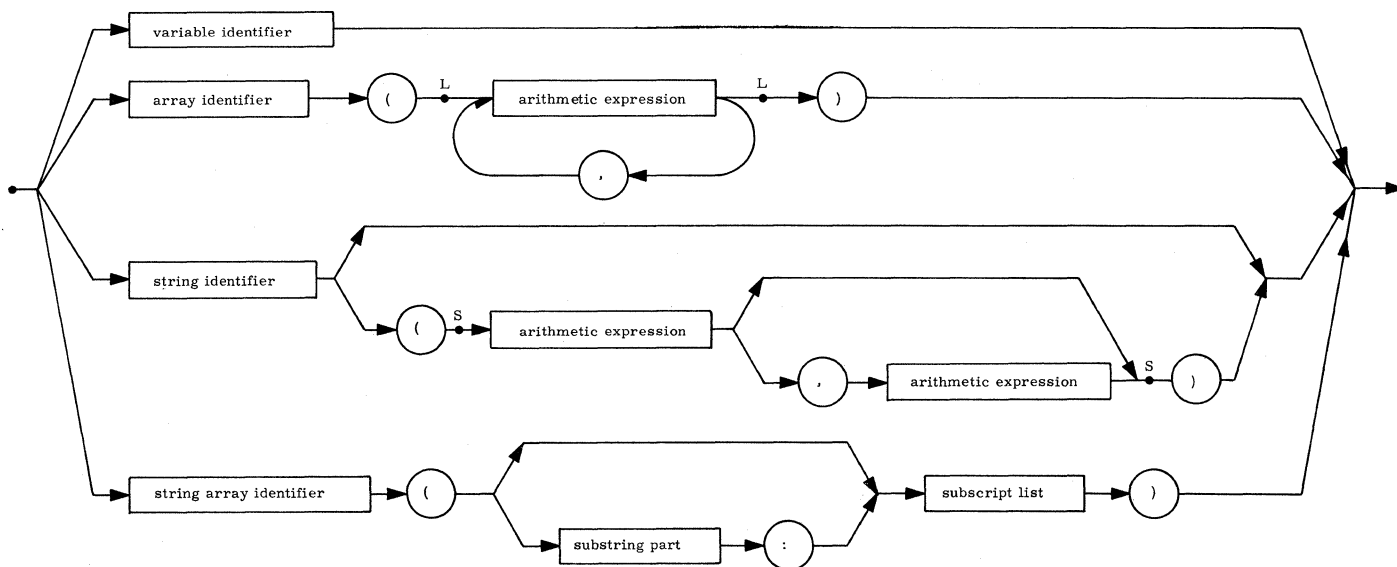 variable identifier
array identifier ( L arithmetic expression L )
,
string identifier
( S arithmetic expression
, arithmetic expression S )
string array identifier ( subscript list )
substring part :